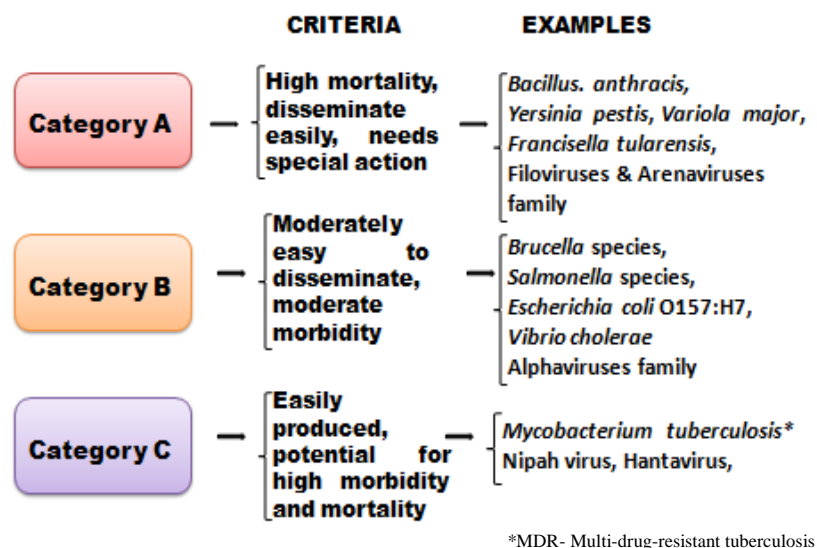 CRITERIA EXAMPLES
Category A
High mortality,
disseminate
easily, needs
special action
Bacillus. anthracis,
Yersinia pestis, Variola major,
Francisella tularensis,
Filoviruses & Arenaviruses
family
Category B
Moderately
easy to
disseminate,
moderate
morbidity
Brucella species,
Salmonella species,
Escherichia coli O157:H7,
Vibrio cholerae
Alphaviruses family
Category C
Easily
produced,
potential for
high morbidity
and mortality
Mycobacterium tuberculosis*
Nipah virus, Hantavirus,
*MDR- Multi-drug-resistant tuberculosis